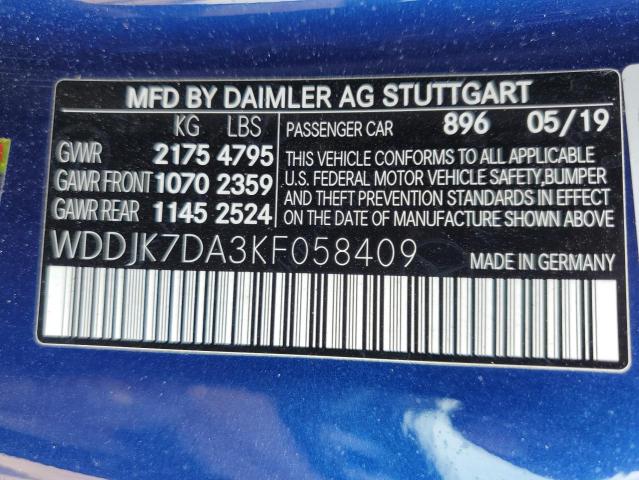 MFD BY DAIMLER AG STUTTGART
KG LBS
GVWR 2175 4795
GAWR FRONT 1070 2359
GAWR REAR 1145 2524
PASSENGER CAR 896 05/19
THIS VEHICLE CONFORMS TO ALL APPLICABLE
U.S. FEDERAL MOTOR VEHICLE SAFETY,BUMPER
AND THEFT PREVENTION STANDARDS IN EFFECT
ON THE DATE OF MANUFACTURE SHOWN ABOVE
WDDJK7DA3KF058409
MADE IN GERMANY